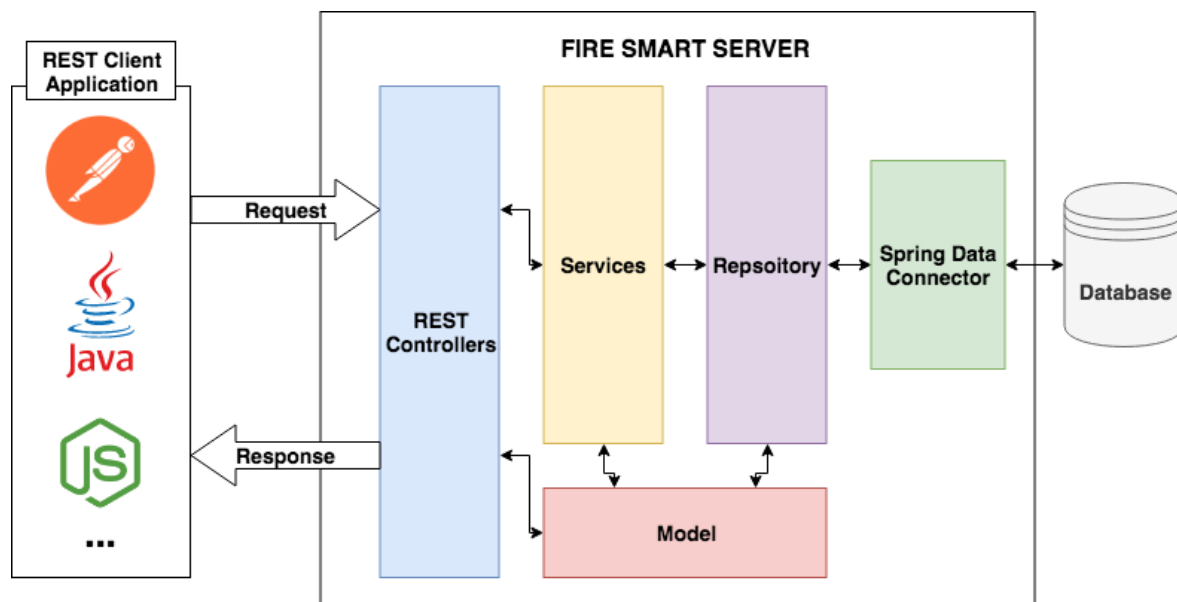 REST Client
Application
FIRE SMART SERVER
Request
Java
JS
Response
...
REST
Controllers
Services
Repsoitory
Spring Data
Connector
Database
Model